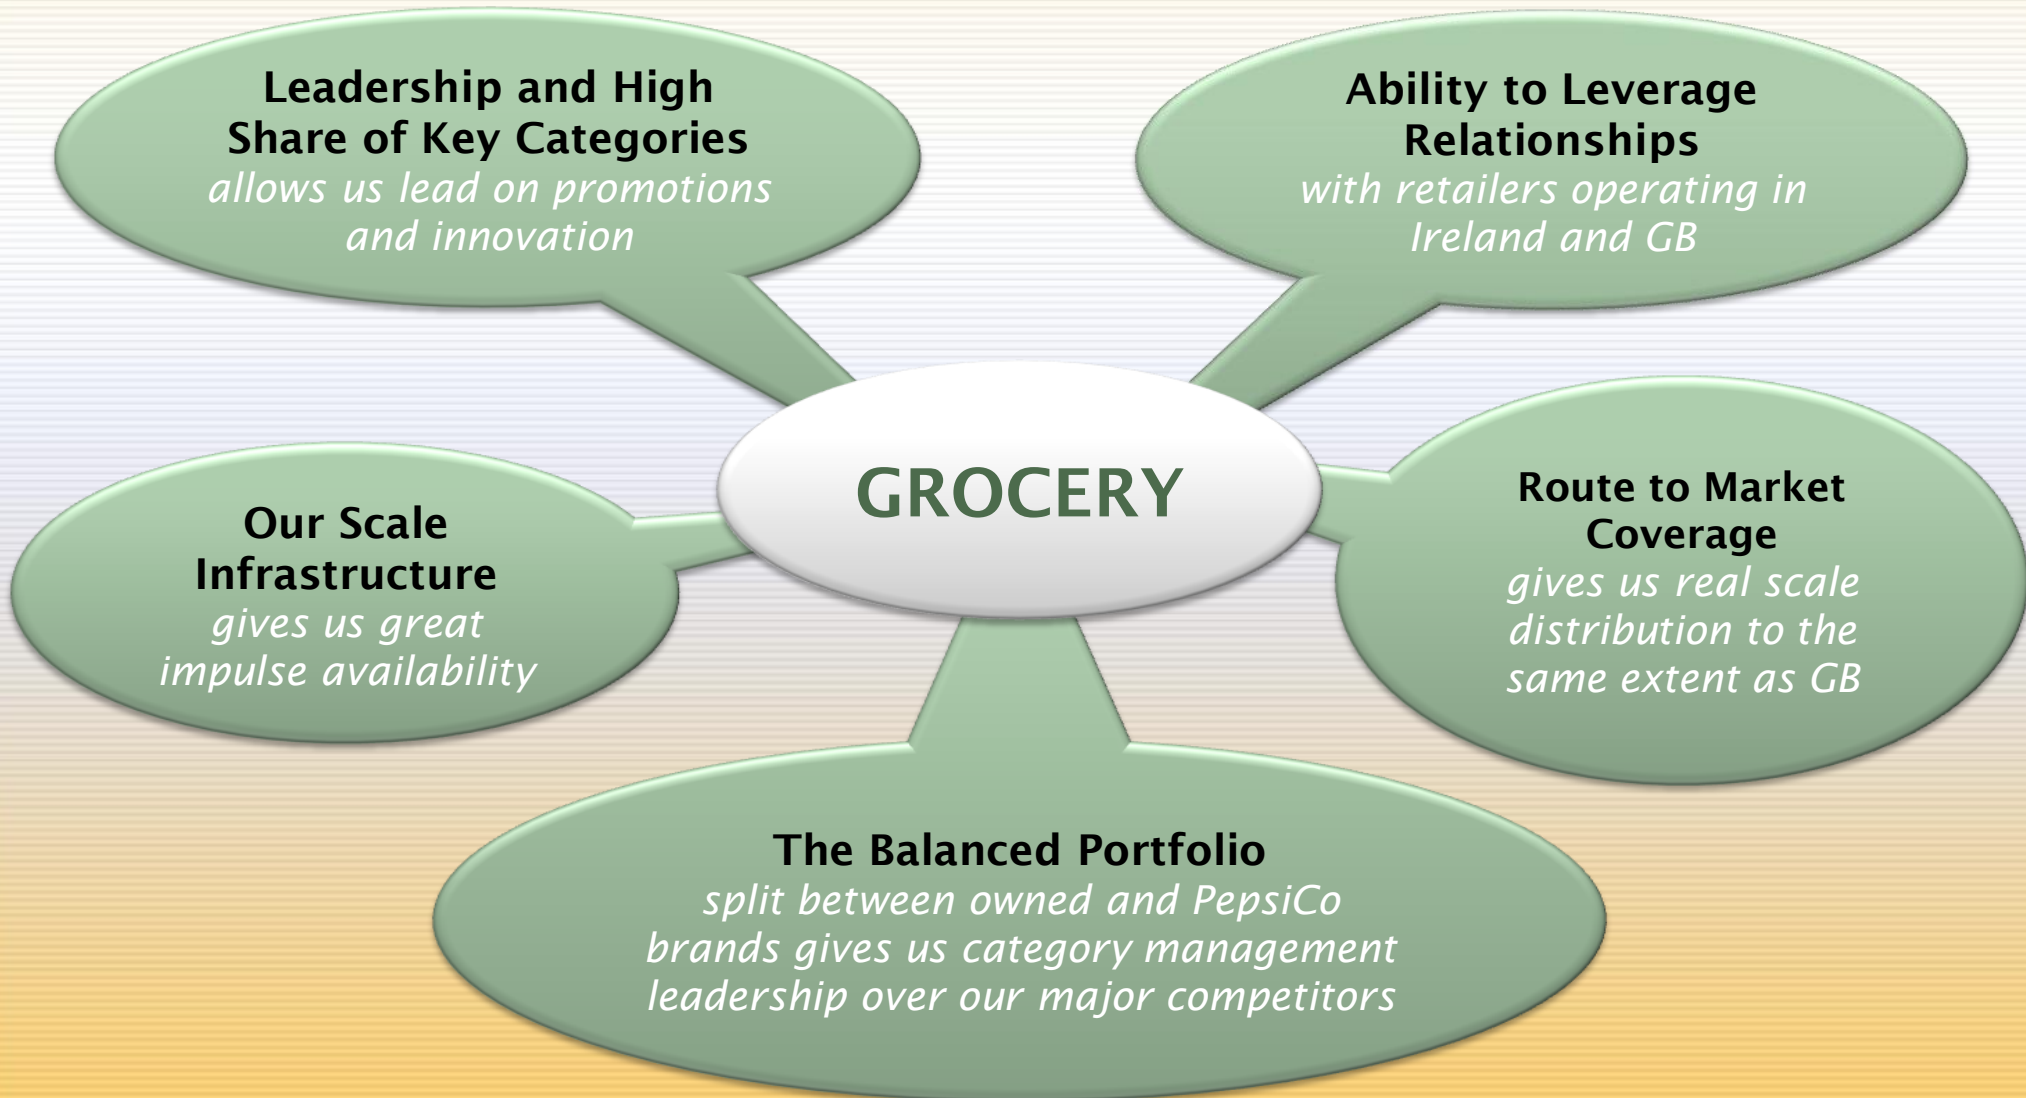 Leadership and High
Share of Key Categories
allows us lead on promotions
and innovation
Ability to Leverage
Relationships
with retailers operating in
Ireland and GB
GROCERY
Our Scale
Infrastructure
gives us great
impulse availability
Route to Market
Coverage
gives us real scale
distribution to the
same extent as GB
The Balanced Portfolio
split between owned and PepsiCo
brands gives us category management
leadership over our major competitors